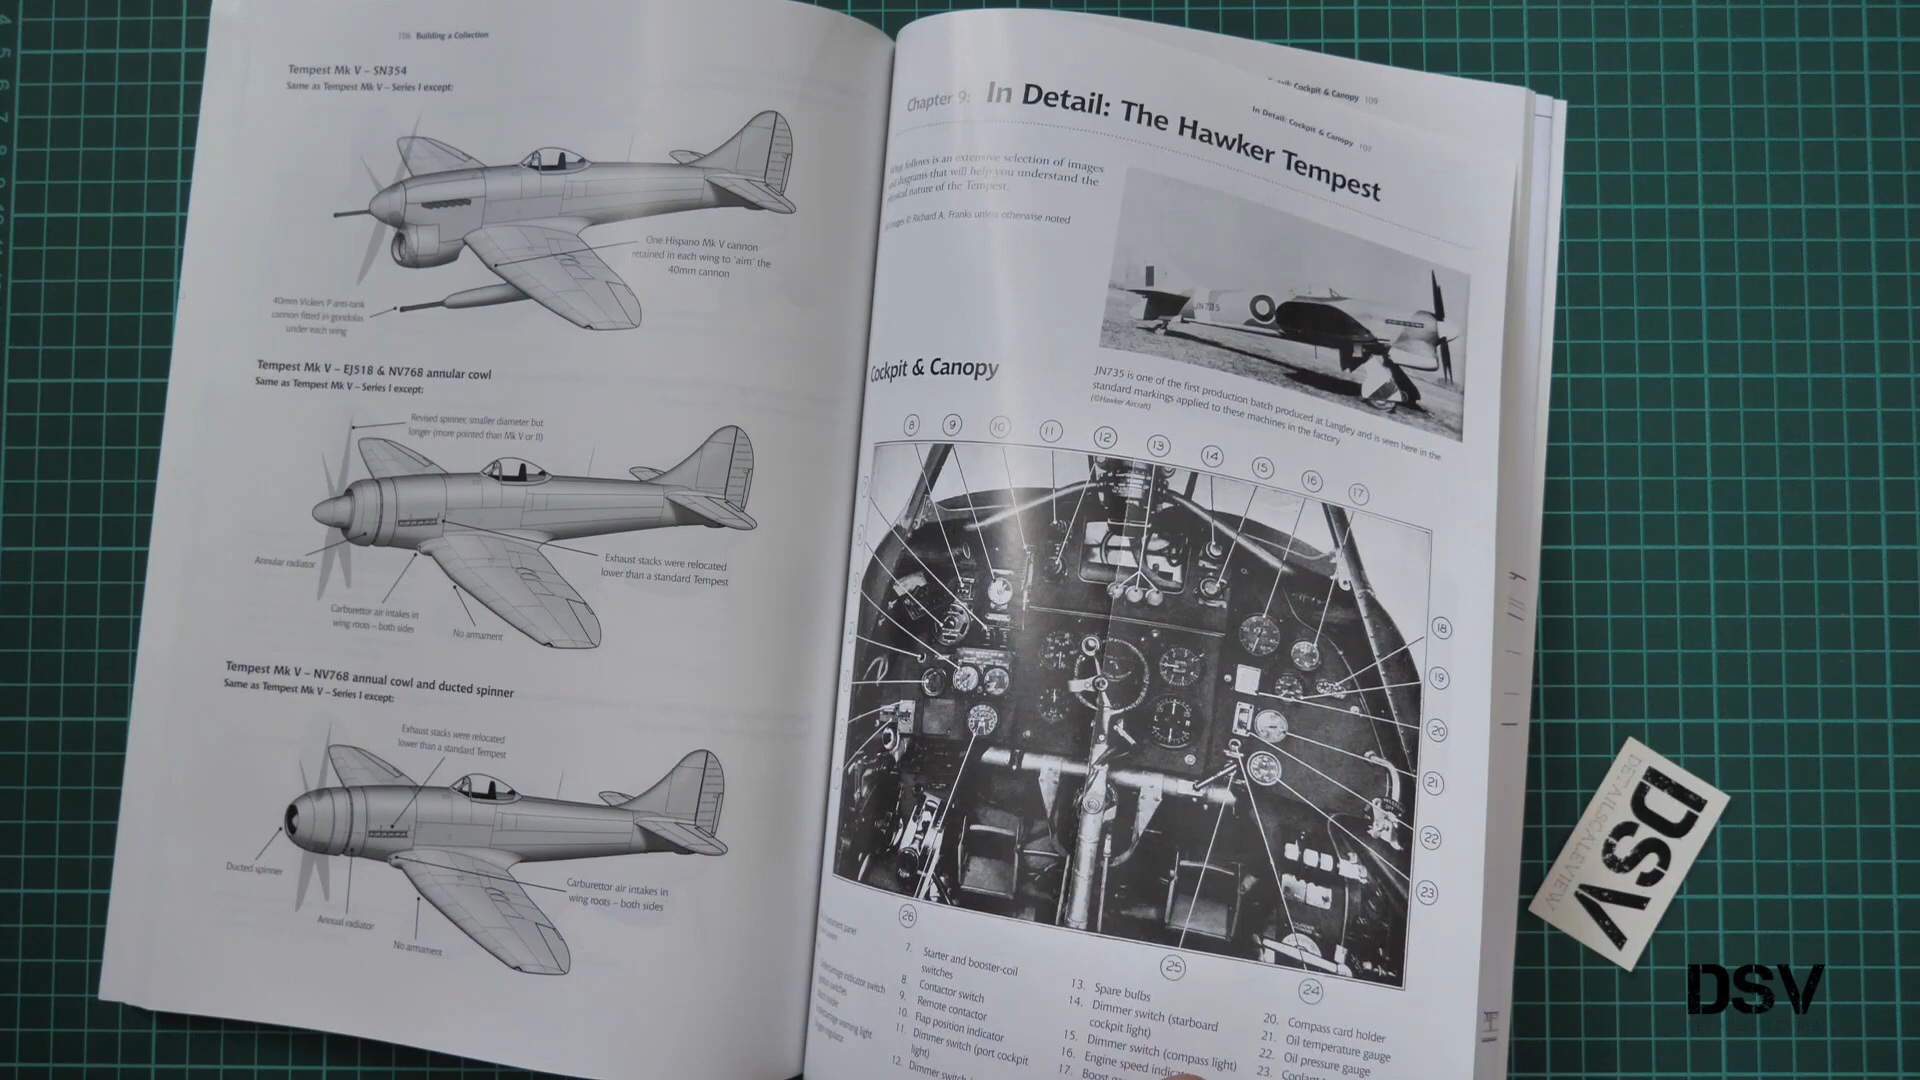 106 Building a Collection
Tempest Mk V – SN354
Same as Tempest Mk V – Series I except:
One Hispano Mk V cannon
retained in each wing to 'aim' the
40mm cannon
40mm Vickers P anti-tank
cannon fitted in gondolas
under each wing
Tempest Mk V – EJ518 & NV768 annular cowl
Same as Tempest Mk V – Series I except:
Revised spinner, smaller diameter but
longer (more pointed than Mk V or II)
Annular radiator
Exhaust stacks were relocated
lower than a standard Tempest
Carburettor air intakes in
wing roots – both sides
No armament
Tempest Mk V – NV768 annual cowl and ducted spinner
Same as Tempest Mk V – Series I except:
Exhaust stacks were relocated
lower than a standard Tempest
Ducted spinner
Carburettor air intakes in
wing roots – both sides
Annual radiator
No armament
Cockpit & Canopy 109
In Detail: Cockpit & Canopy 107
Chapter 9: In Detail: The Hawker Tempest
follows is an extensive selection of images
diagrams that will help you understand the
nature of the Tempest.
© Richard A. Franks unless otherwise noted
JN735
JN735 is one of the first production batch produced at Langley and is seen here in the
standard markings applied to these machines in the factory
(©Hawker Aircraft)
Cockpit & Canopy
8 9 10 11 12 13 14 15 16 17
18
19
20
21
22
23
26
25
24
panel
indicator switch
switches
warning light
7. Starter and booster-coil
switches
8. Contactor switch
9. Remote contactor
10. Flap position indicator
11. Dimmer switch (port cockpit
light)
12. Dimmer switch
13. Spare bulbs
14. Dimmer switch (starboard
cockpit light)
15. Dimmer switch (compass light)
16. Engine speed
17. Boost
20. Compass card holder
21. Oil temperature gauge
22. Oil pressure gauge
23.
DSV
DETAILSCALEVIEW
DSV